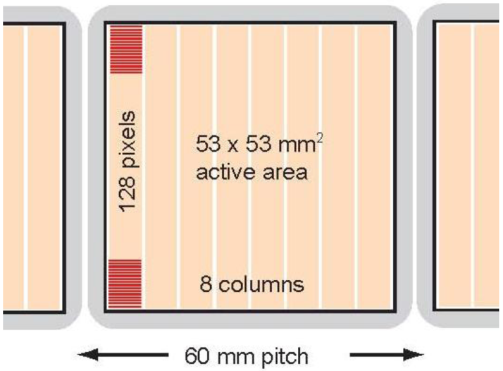 128 pixels
53 x 53 mm²
active area
8 columns
60 mm pitch